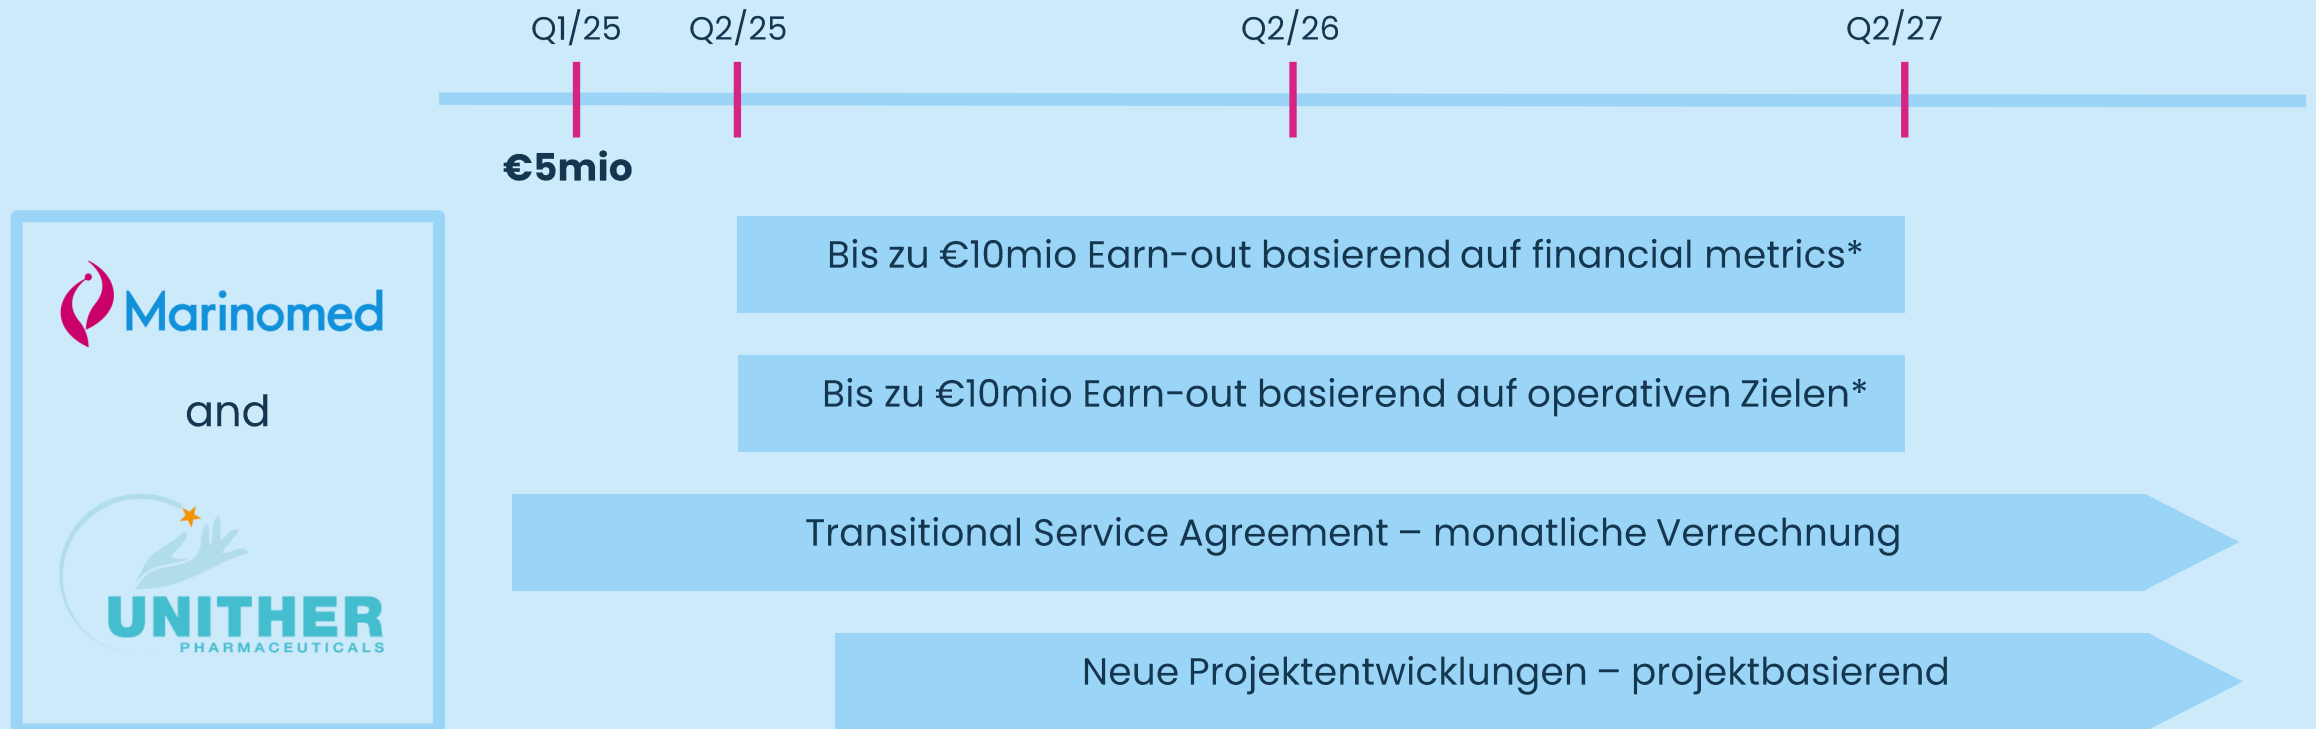 Q1/25 Q2/25 Q2/26 Q2/27
€5mio
Bis zu €10mio Earn-out basierend auf financial metrics*
Marinomed
Bis zu €10mio Earn-out basierend auf operativen Zielen*
and
Transitional Service Agreement – monatliche Verrechnung
UNITHER
PHARMACEUTICALS
Neue Projektentwicklungen – projektbasierend